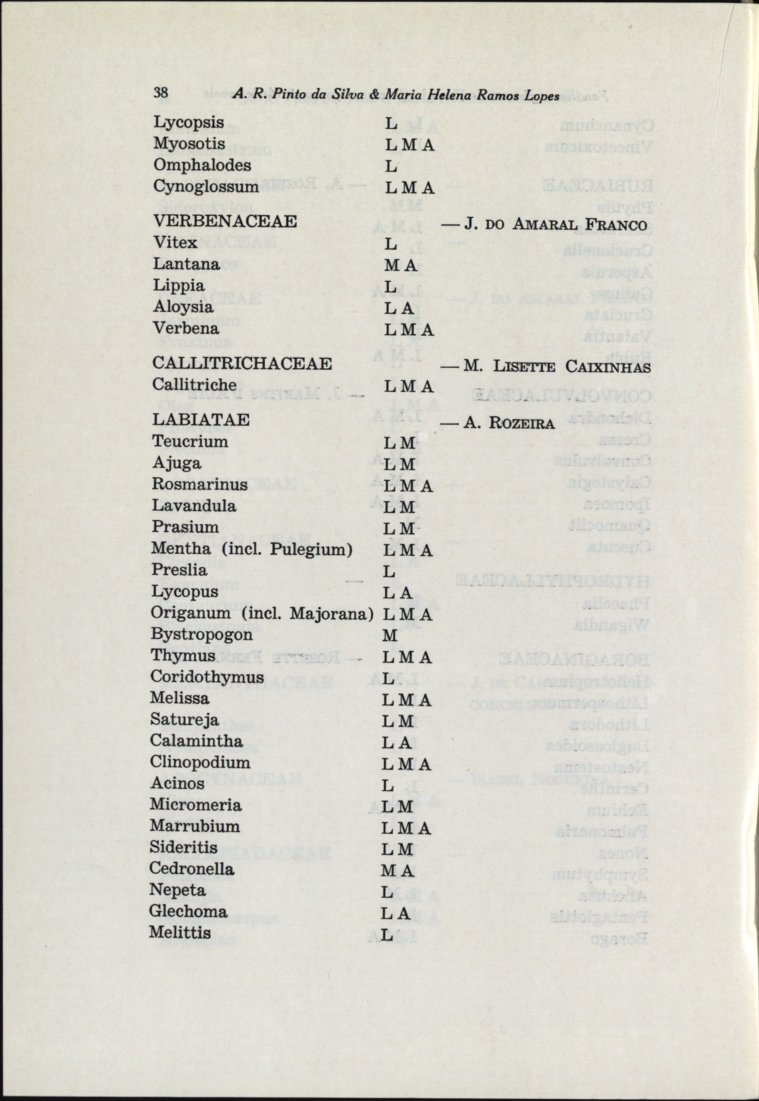 38 A. R. Pinto da Silva & Maria Helena Ramos Lopes
Lycopsis L
Myosotis L M A
Omphalodes L
Cynoglossum L M A
VERBENACEAE — J. DO AMARAL FRANCO
Vitex L
Lantana M A
Lippia L
Aloysia L A
Verbena L M A
CALLITRICHACEAE — M. LISETTE CAIXINHAS
Callitriche L M A
LABIATAE — A. ROZEIRA
Teucrium L M
Ajuga L M
Rosmarinus L M A
Lavandula L M
Prasium L M
Mentha (incl. Pulegium) L M A
Preslia L
Lycopus L A
Origanum (incl. Majorana) L M A
Bystropogon M
Thymus L M A
Coridothymus L
Melissa L M A
Satureja L M
Calamintha L A
Clinopodium L M A
Acinos L
Micromeria L M
Marrubium L M A
Sideritis L M
Cedronella M A
Nepeta L
Glechoma L A
Melittis L